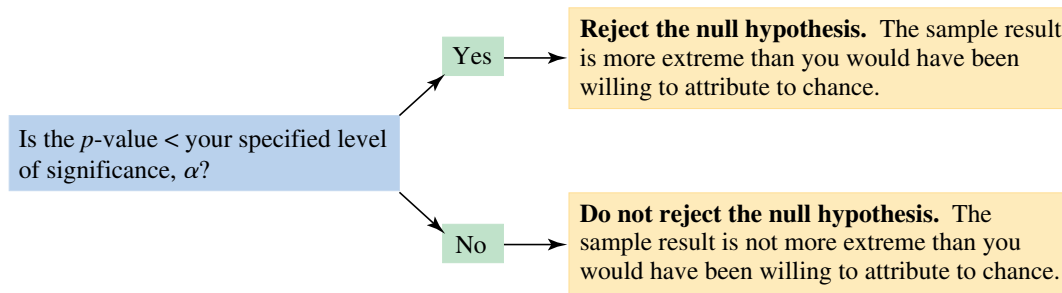 Is the p-value < your specified level
of significance, α?
Yes
Reject the null hypothesis. The sample result
is more extreme than you would have been
willing to attribute to chance.
No
Do not reject the null hypothesis. The
sample result is not more extreme than you
would have been willing to attribute to chance.